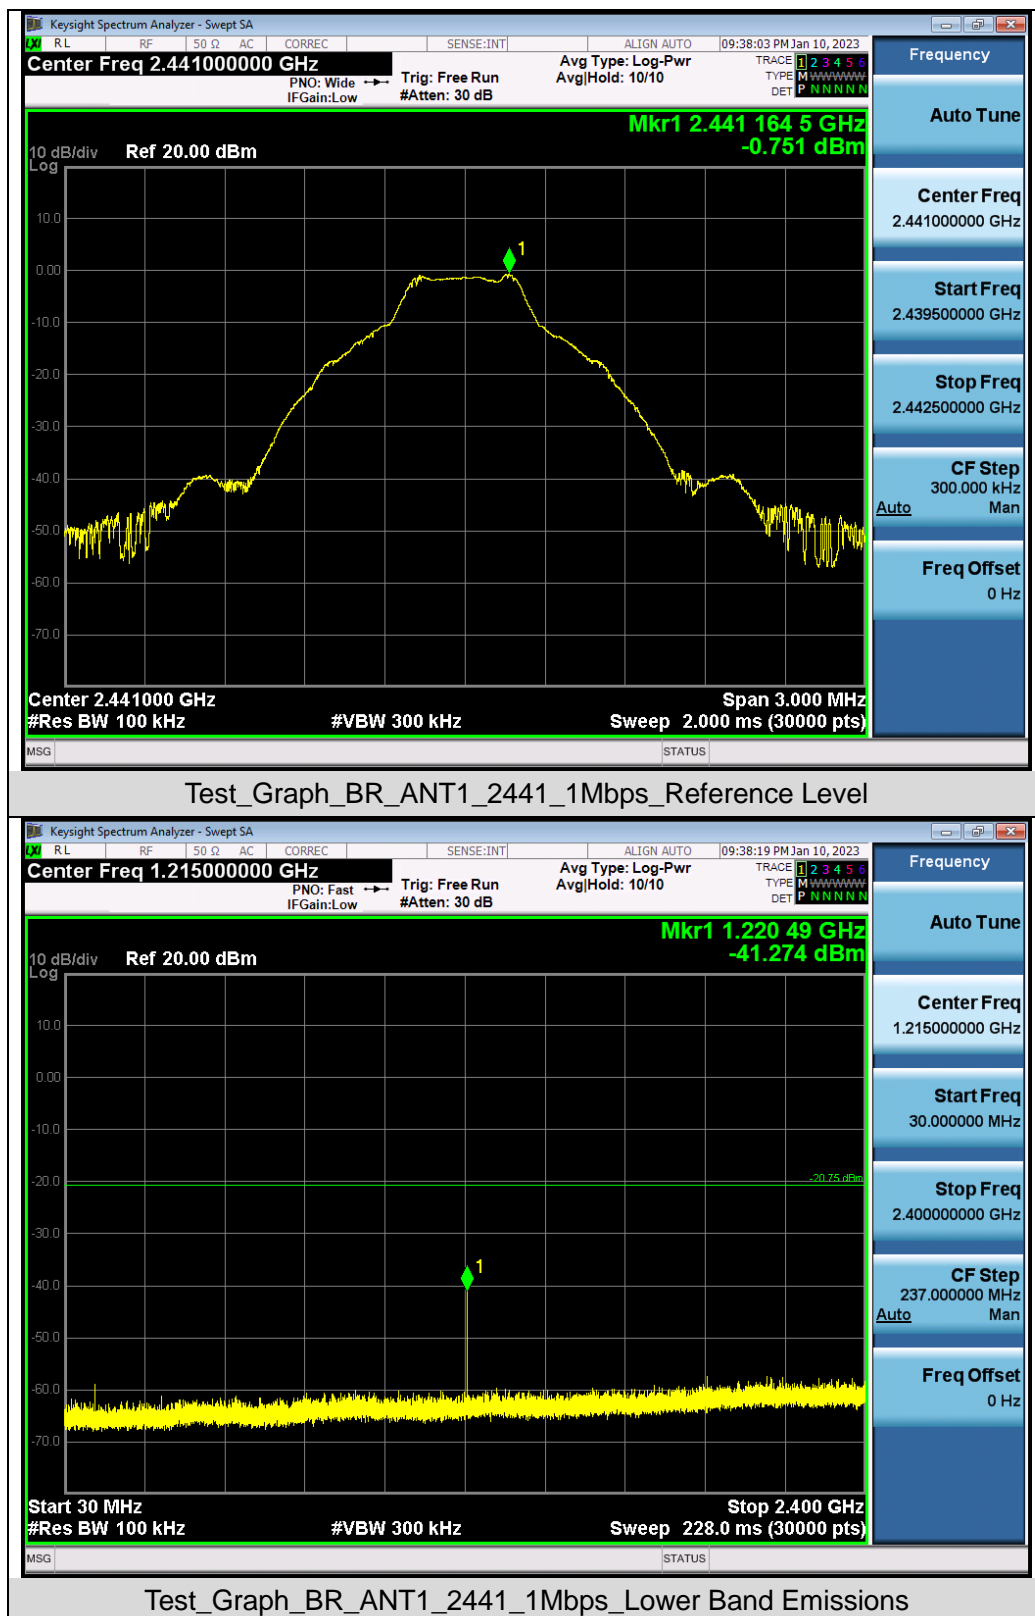 Keysight Spectrum Analyzer - Swept SA
LXI RL RF 50 Ω AC CORREC SENSE:INT ALIGN AUTO 09:38:03 PM Jan 10, 2023
Center Freq 2.441000000 GHz
PNO: Wide
IFGain:Low
Trig: Free Run
#Atten: 30 dB
Avg Type: Log-Pwr
Avg|Hold: 10/10
TRACE 1 2 3 4 5 6
TYPE M WWWWW
DET P N N N N N
Mkr1 2.441 164 5 GHz
-0.751 dBm
10 dB/div Ref 20.00 dBm
Log
10.0
0.00
-10.0
-20.0
-30.0
-40.0
-50.0
-60.0
-70.0
1
Center 2.441000 GHz Span 3.000 MHz
#Res BW 100 kHz #VBW 300 kHz Sweep 2.000 ms (30000 pts)
MSG STATUS
Frequency
Auto Tune
Center Freq
2.441000000 GHz
Start Freq
2.439500000 GHz
Stop Freq
2.442500000 GHz
CF Step
300.000 kHz
Auto Man
Freq Offset
0 Hz
Test_Graph_BR_ANT1_2441_1Mbps_Reference Level
Keysight Spectrum Analyzer - Swept SA
LXI RL RF 50 Ω AC CORREC SENSE:INT ALIGN AUTO 09:38:19 PM Jan 10, 2023
Center Freq 1.215000000 GHz
PNO: Fast
IFGain:Low
Trig: Free Run
#Atten: 30 dB
Avg Type: Log-Pwr
Avg|Hold: 10/10
TRACE 1 2 3 4 5 6
TYPE M WWWWW
DET P N N N N N
Mkr1 1.220 49 GHz
-41.274 dBm
10 dB/div Ref 20.00 dBm
Log
10.0
0.00
-10.0
-20.0
-30.0
-40.0
-50.0
-60.0
-70.0
-20.75 dBm
1
Start 30 MHz Stop 2.400 GHz
#Res BW 100 kHz #VBW 300 kHz Sweep 228.0 ms (30000 pts)
MSG STATUS
Frequency
Auto Tune
Center Freq
1.215000000 GHz
Start Freq
30.000000 MHz
Stop Freq
2.400000000 GHz
CF Step
237.000000 MHz
Auto Man
Freq Offset
0 Hz
Test_Graph_BR_ANT1_2441_1Mbps_Lower Band Emissions